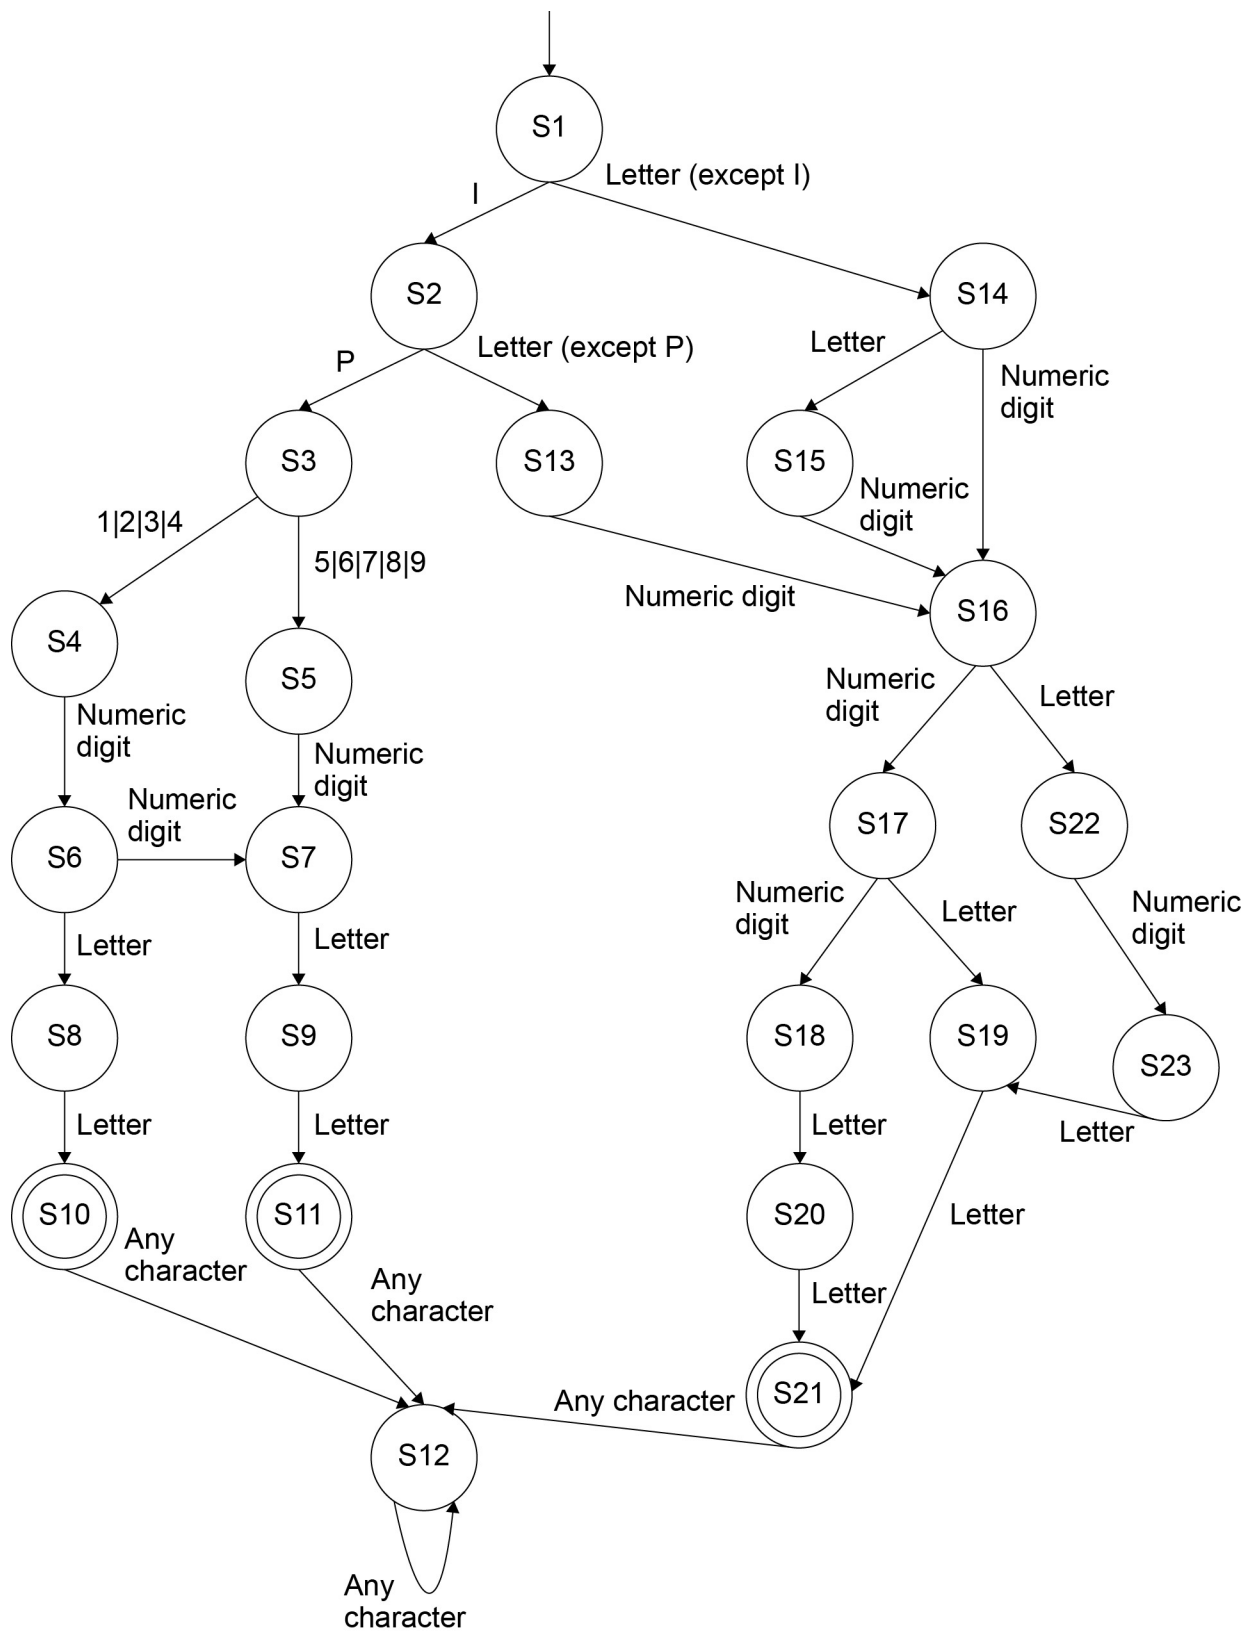 S1
Letter (except I)
I
S2
S14
Letter (except P)
P
Letter
Numeric
digit
S3
S13
S15
Numeric
digit
1|2|3|4
5|6|7|8|9
Numeric digit
S16
S4
S5
Numeric
digit
Letter
Numeric
digit
Numeric
digit
Numeric
digit
S17
S22
S6
S7
Numeric
digit
Letter
Numeric
digit
Letter
Letter
S8
S9
S18
S19
S23
Letter
Letter
Letter
Letter
S10
S11
S20
Letter
Any
character
Any
character
Letter
S21
Any character
S12
Any
character